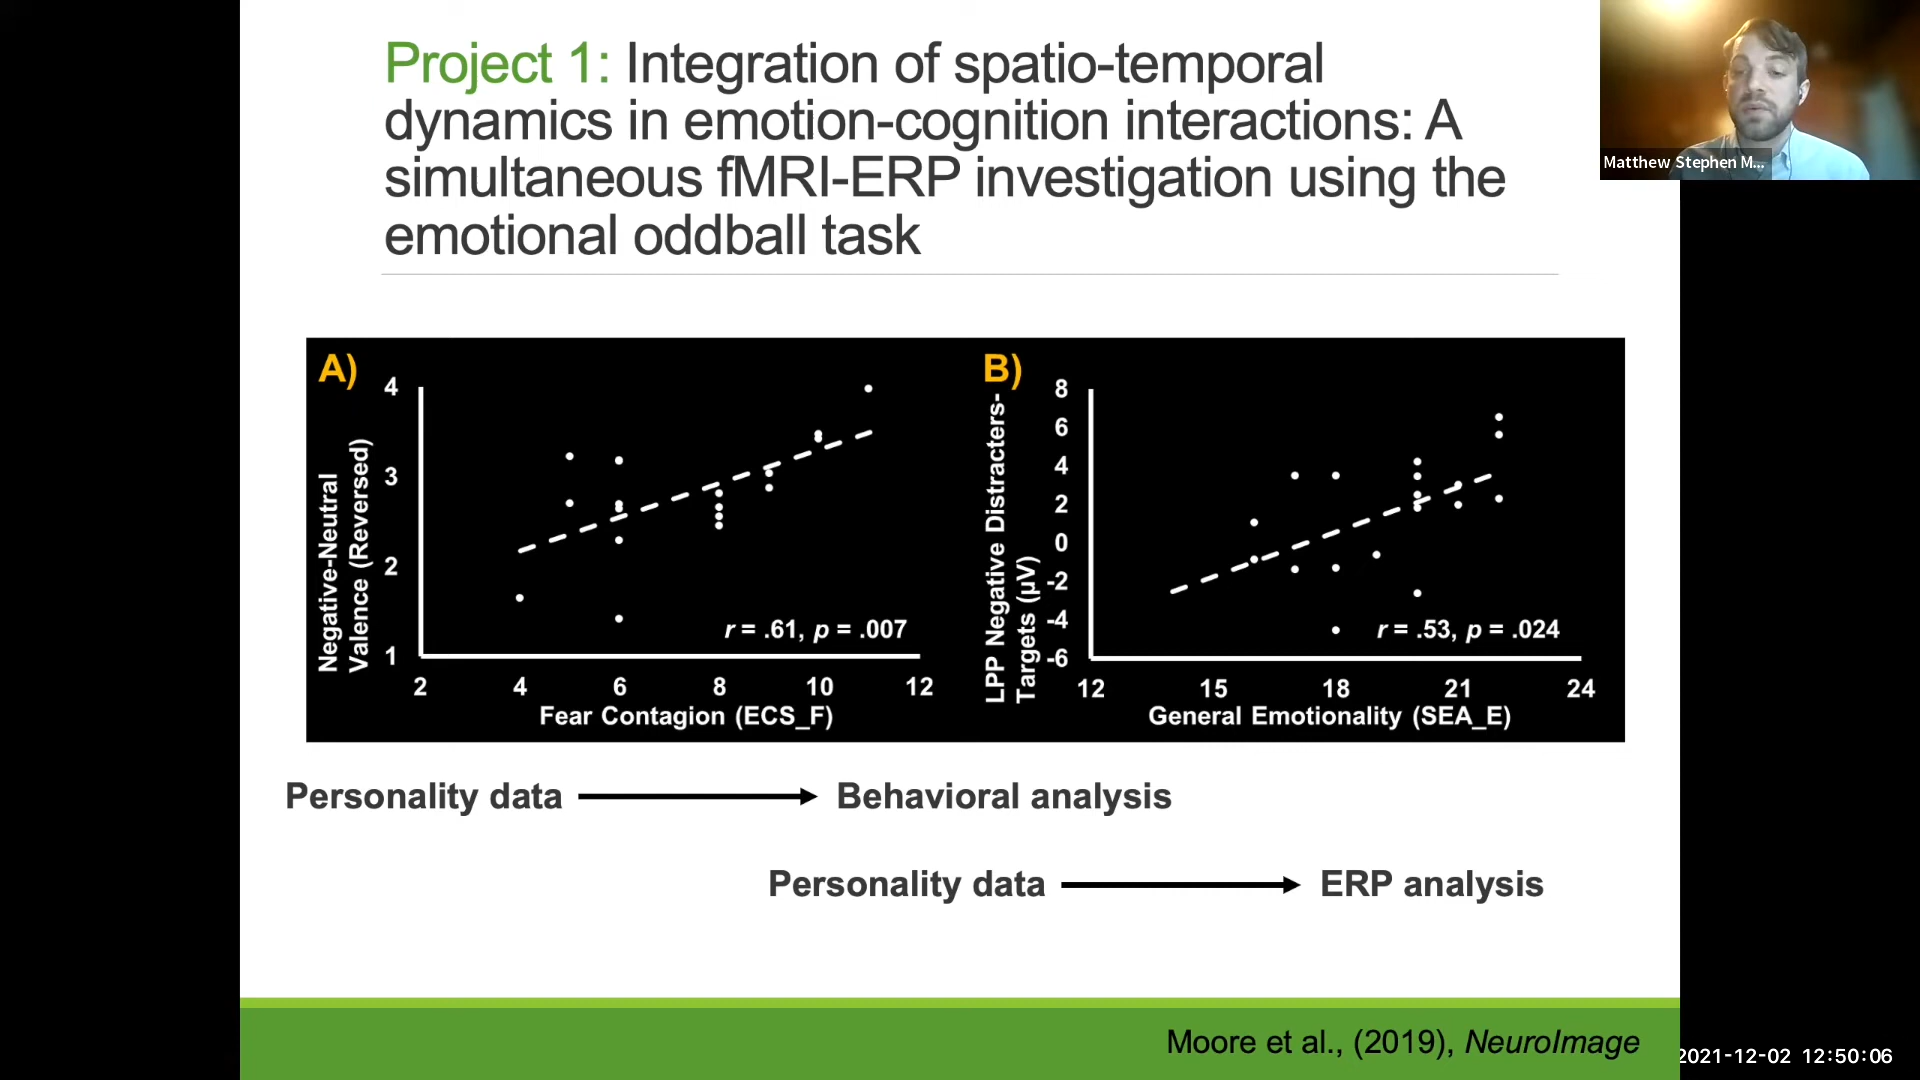 Project 1: Integration of spatio-temporal
dynamics in emotion-cognition interactions: A
simultaneous fMRI-ERP investigation using the
emotional oddball task
Matthew Stephen M...
A)
Negative-Neutral
Valence (Reversed)
4
3
2
1
r = .61, p = .007
2 4 6 8 10 12
Fear Contagion (ECS_F)
B)
LPP Negative Distracters-
Targets (µV)
8
6
4
2
0
-2
-4
-6
r = .53, p = .024
12 15 18 21 24
General Emotionality (SEA_E)
Personality data Behavioral analysis
Personality data ERP analysis
Moore et al., (2019), NeuroImage
2021-12-02 12:50:06